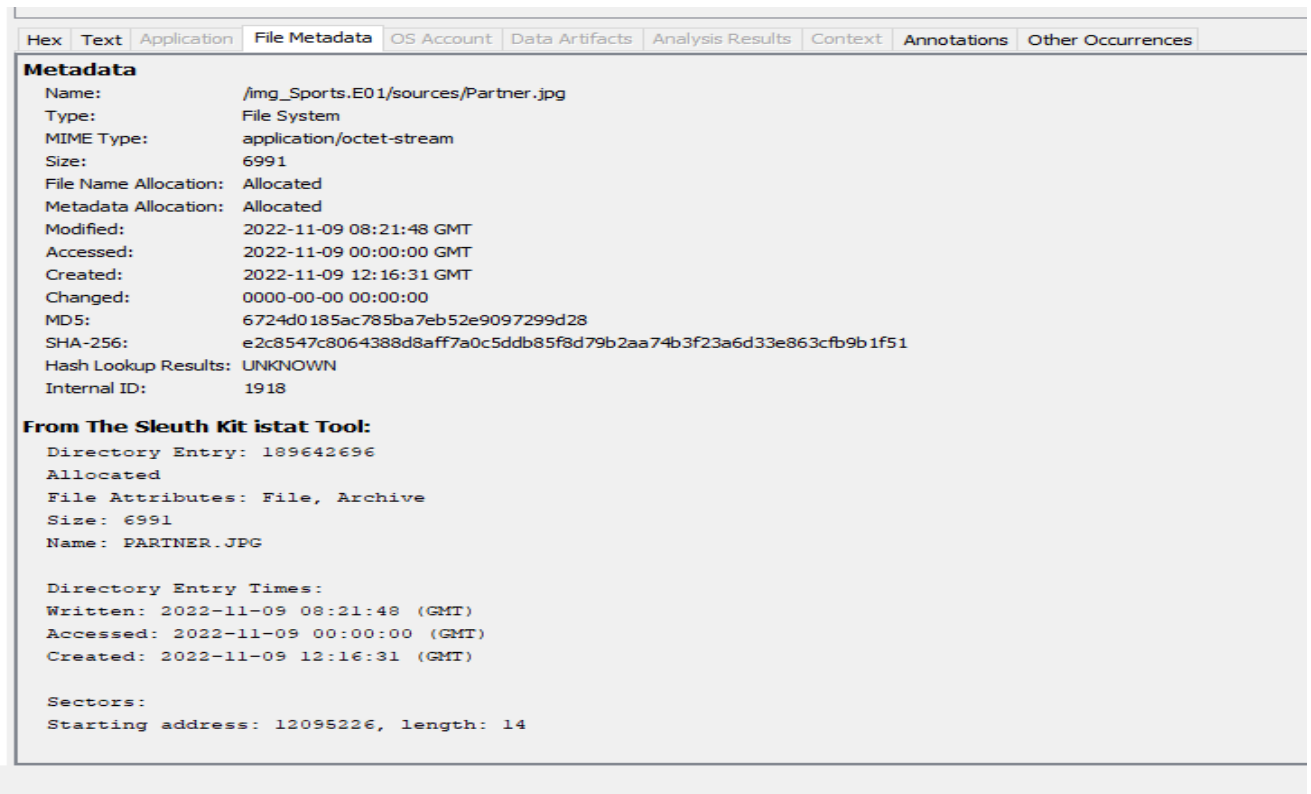 Hex Text Application File Metadata OS Account Data Artifacts Analysis Results Context Annotations Other Occurrences
Metadata
Name: /img_Sports.E01/sources/Partner.jpg
Type: File System
MIME Type: application/octet-stream
Size: 6991
File Name Allocation: Allocated
Metadata Allocation: Allocated
Modified: 2022-11-09 08:21:48 GMT
Accessed: 2022-11-09 00:00:00 GMT
Created: 2022-11-09 12:16:31 GMT
Changed: 0000-00-00 00:00:00
MD5: 6724d0185ac785ba7eb52e9097299d28
SHA-256: e2c8547c8064388d8aff7a0c5ddb85f8d79b2aa74b3f23a6d33e863cfb9b1f51
Hash Lookup Results: UNKNOWN
Internal ID: 1918
From The Sleuth Kit istat Tool:
Directory Entry: 189642696
Allocated
File Attributes: File, Archive
Size: 6991
Name: PARTNER.JPG
Directory Entry Times:
Written: 2022-11-09 08:21:48 (GMT)
Accessed: 2022-11-09 00:00:00 (GMT)
Created: 2022-11-09 12:16:31 (GMT)
Sectors:
Starting address: 12095226, length: 14